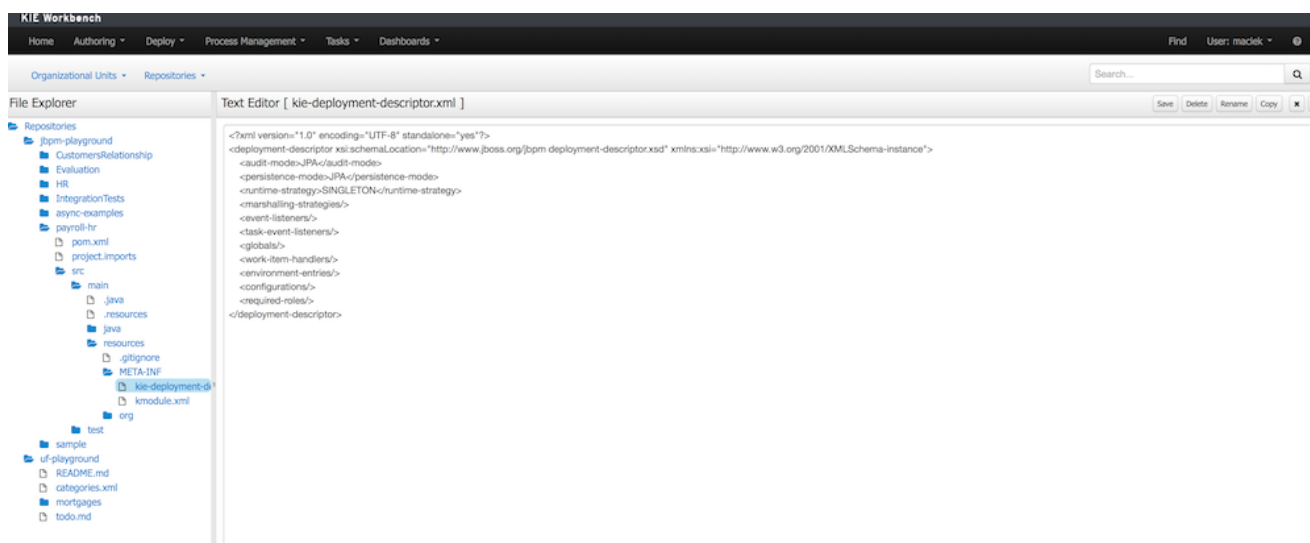 KIE Workbench
Home Authoring Deploy Process Management Tasks Dashboards Find User: maciek
Organizational Units Repositories Search...
File Explorer
Text Editor [ kie-deployment-descriptor.xml ]
Save Delete Rename Copy
Repositories
jbpm-playground
CustomersRelationship
Evaluation
HR
IntegrationTests
async-examples
payroll-hr
pom.xml
project.imports
src
main
.java
.resources
java
resources
.gitignore
META-INF
kie-deployment-de
kmodule.xml
org
test
sample
uf-playground
README.md
categories.xml
mortgages
todo.md
<?xml version="1.0" encoding="UTF-8" standalone="yes"?>
<deployment-descriptor xsi:schemaLocation="http://www.jboss.org/jbpm deployment-descriptor.xsd" xmlns:xsi="http://www.w3.org/2001/XMLSchema-instance">
<audit-mode>JPA</audit-mode>
<persistence-mode>JPA</persistence-mode>
<runtime-strategy>SINGLETON</runtime-strategy>
<marshalling-strategies/>
<event-listeners/>
<task-event-listeners/>
<globals/>
<work-item-handlers/>
<environment-entries/>
<configurations/>
<required-roles/>
</deployment-descriptor>